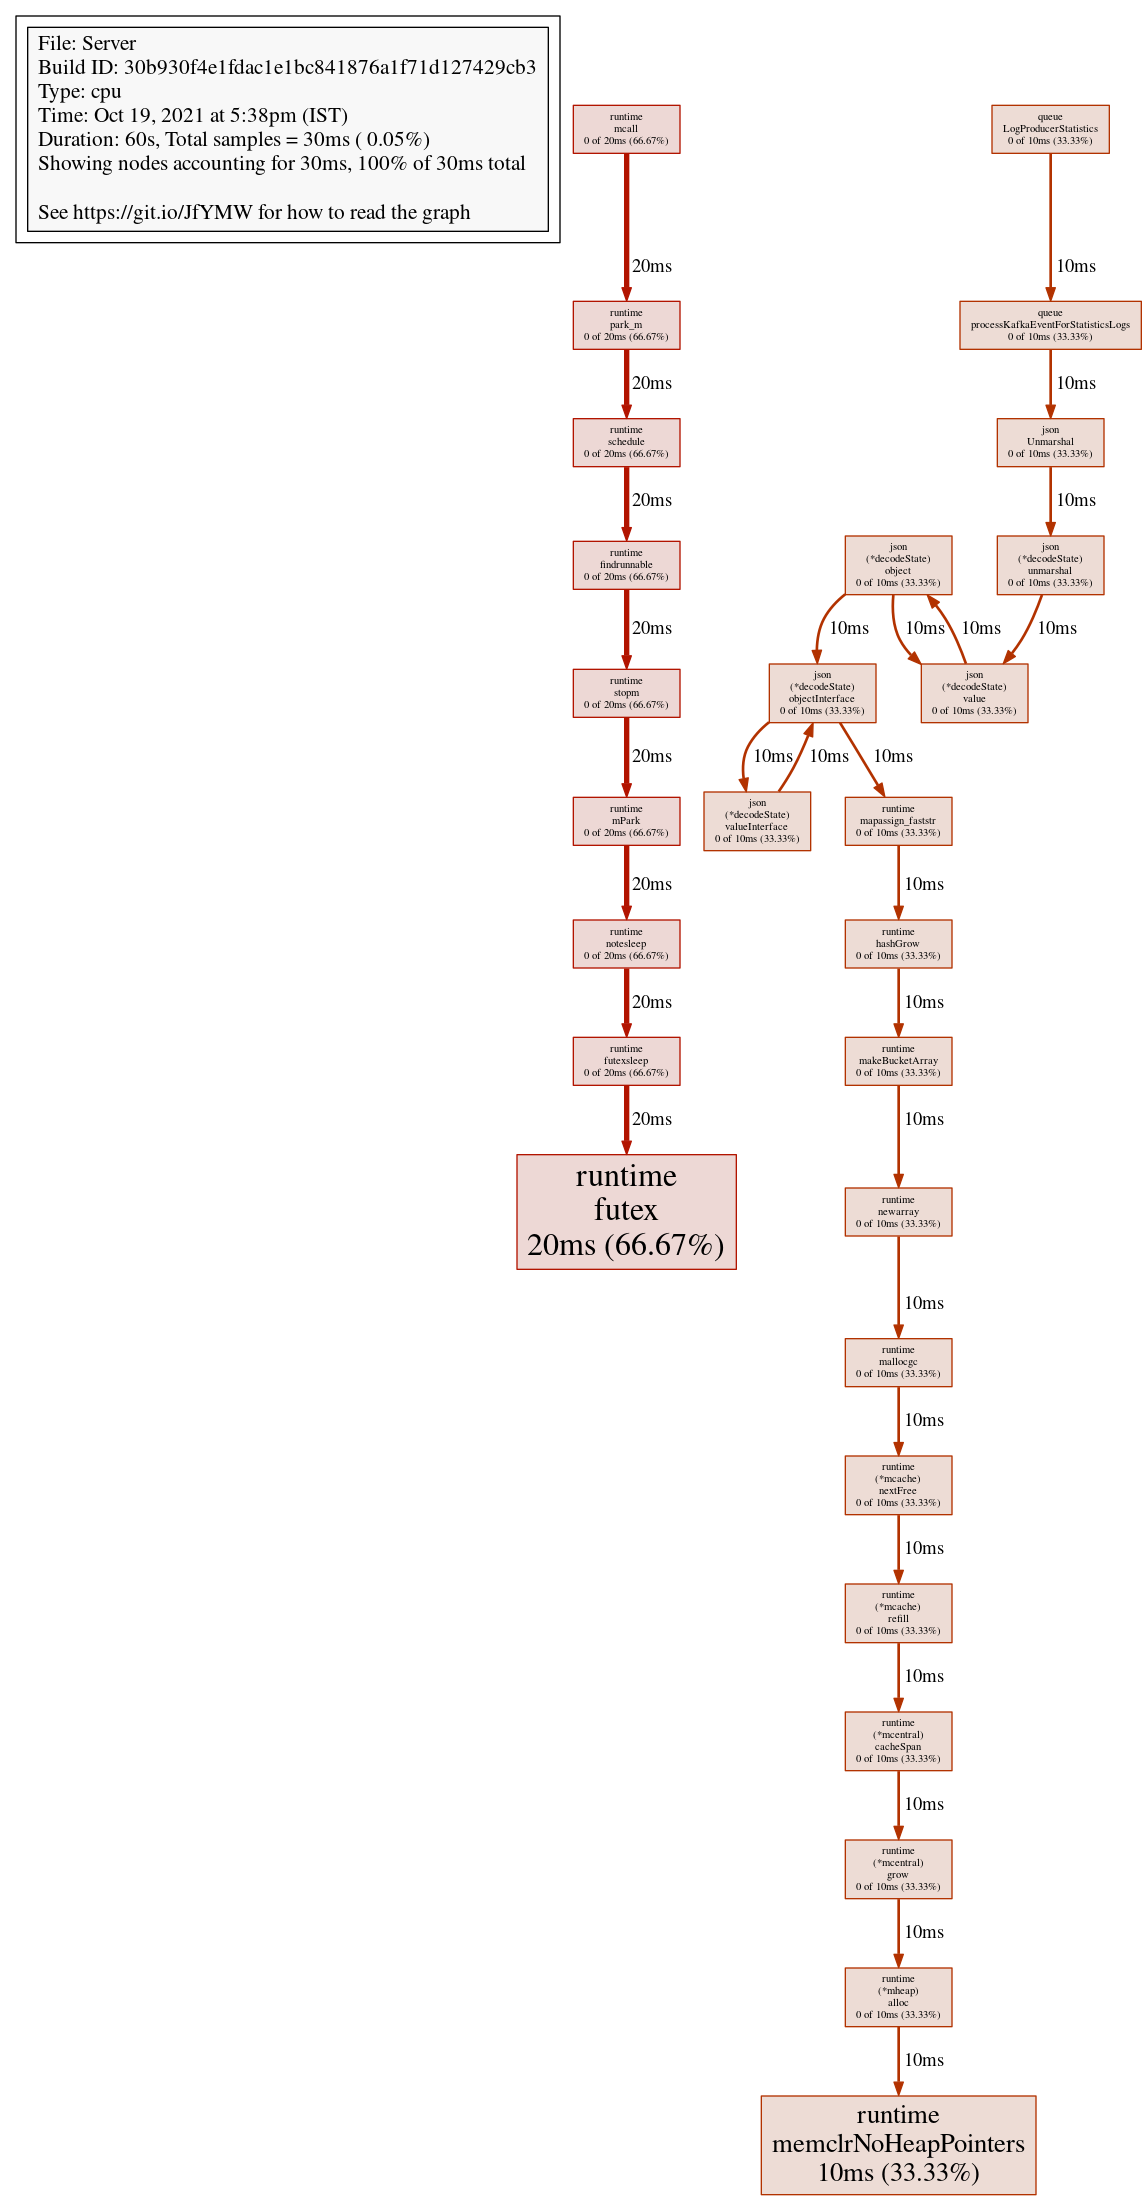 File: Server
Build ID: 30b930f4e1fdac1e1bc841876a1f71d127429cb3
Type: cpu
Time: Oct 19, 2021 at 5:38pm (IST)
Duration: 60s, Total samples = 30ms ( 0.05%)
Showing nodes accounting for 30ms, 100% of 30ms total
See https://git.io/JfYMW for how to read the graph
runtime
mcall
0 of 20ms (66.67%)
20ms
runtime
park_m
0 of 20ms (66.67%)
20ms
runtime
schedule
0 of 20ms (66.67%)
20ms
runtime
findrunnable
0 of 20ms (66.67%)
20ms
runtime
stopm
0 of 20ms (66.67%)
20ms
runtime
mPark
0 of 20ms (66.67%)
20ms
runtime
notesleep
0 of 20ms (66.67%)
20ms
runtime
futexsleep
0 of 20ms (66.67%)
20ms
runtime
futex
20ms (66.67%)
queue
LogProducerStatistics
0 of 10ms (33.33%)
10ms
queue
processKafkaEventForStatisticsLogs
0 of 10ms (33.33%)
10ms
json
Unmarshal
0 of 10ms (33.33%)
10ms
json
(*decodeState)
unmarshal
0 of 10ms (33.33%)
10ms
json
(*decodeState)
object
0 of 10ms (33.33%)
10ms
10ms
10ms
json
(*decodeState)
value
0 of 10ms (33.33%)
json
(*decodeState)
objectInterface
0 of 10ms (33.33%)
10ms
10ms
10ms
json
(*decodeState)
valueInterface
0 of 10ms (33.33%)
runtime
mapassign_faststr
0 of 10ms (33.33%)
10ms
runtime
hashGrow
0 of 10ms (33.33%)
10ms
runtime
makeBucketArray
0 of 10ms (33.33%)
10ms
runtime
newarray
0 of 10ms (33.33%)
10ms
runtime
mallocgc
0 of 10ms (33.33%)
10ms
runtime
(*mcache)
nextFree
0 of 10ms (33.33%)
10ms
runtime
(*mcache)
refill
0 of 10ms (33.33%)
10ms
runtime
(*mcentral)
cacheSpan
0 of 10ms (33.33%)
10ms
runtime
(*mcentral)
grow
0 of 10ms (33.33%)
10ms
runtime
(*mheap)
alloc
0 of 10ms (33.33%)
10ms
runtime
memclrNoHeapPointers
10ms (33.33%)